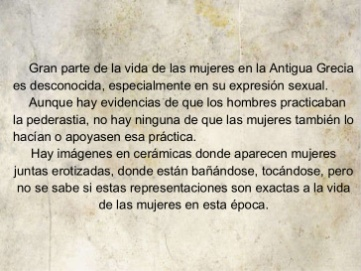 Gran parte de la vida de las mujeres en la Antigua Grecia
es desconocida, especialmente en su expresión sexual.
Aunque hay evidencias de que los hombres practicaban
la pederastia, no hay ninguna de que las mujeres también lo
hacían o apoyasen esa práctica.
Hay imágenes en cerámicas donde aparecen mujeres
juntas erotizadas, donde están bañándose, tocándose, pero
no se sabe si estas representaciones son exactas a la vida
de las mujeres en esta época.